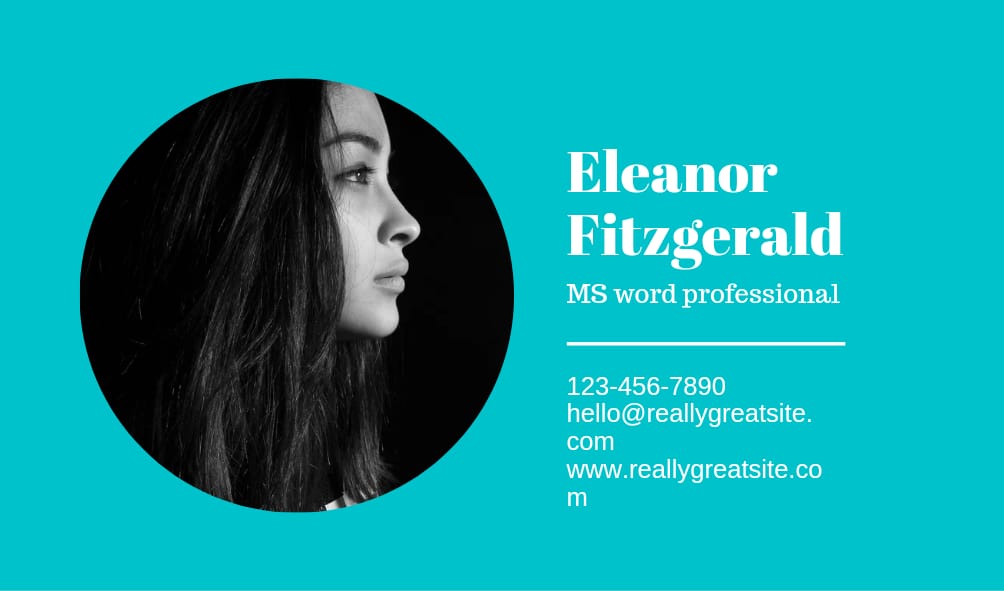 Eleanor
Fitzgerald
MS word professional
123-456-7890
hello@reallygreatsite.
com
www.reallygreatsite.co
m